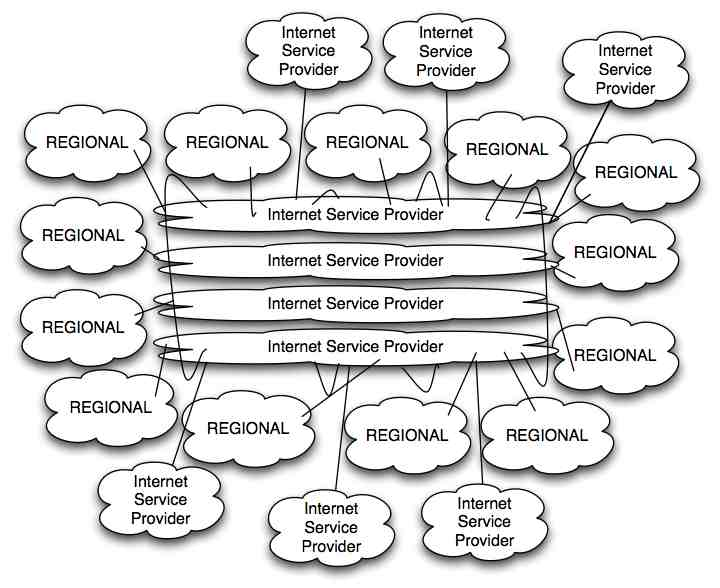 Internet
Service
Provider
Internet
Service
Provider
Internet
Service
Provider
REGIONAL
REGIONAL
REGIONAL
REGIONAL
REGIONAL
Internet Service Provider
REGIONAL
REGIONAL
Internet Service Provider
Internet Service Provider
REGIONAL
Internet Service Provider
REGIONAL
REGIONAL
REGIONAL
REGIONAL
REGIONAL
Internet
Service
Provider
Internet
Service
Provider
Internet
Service
Provider